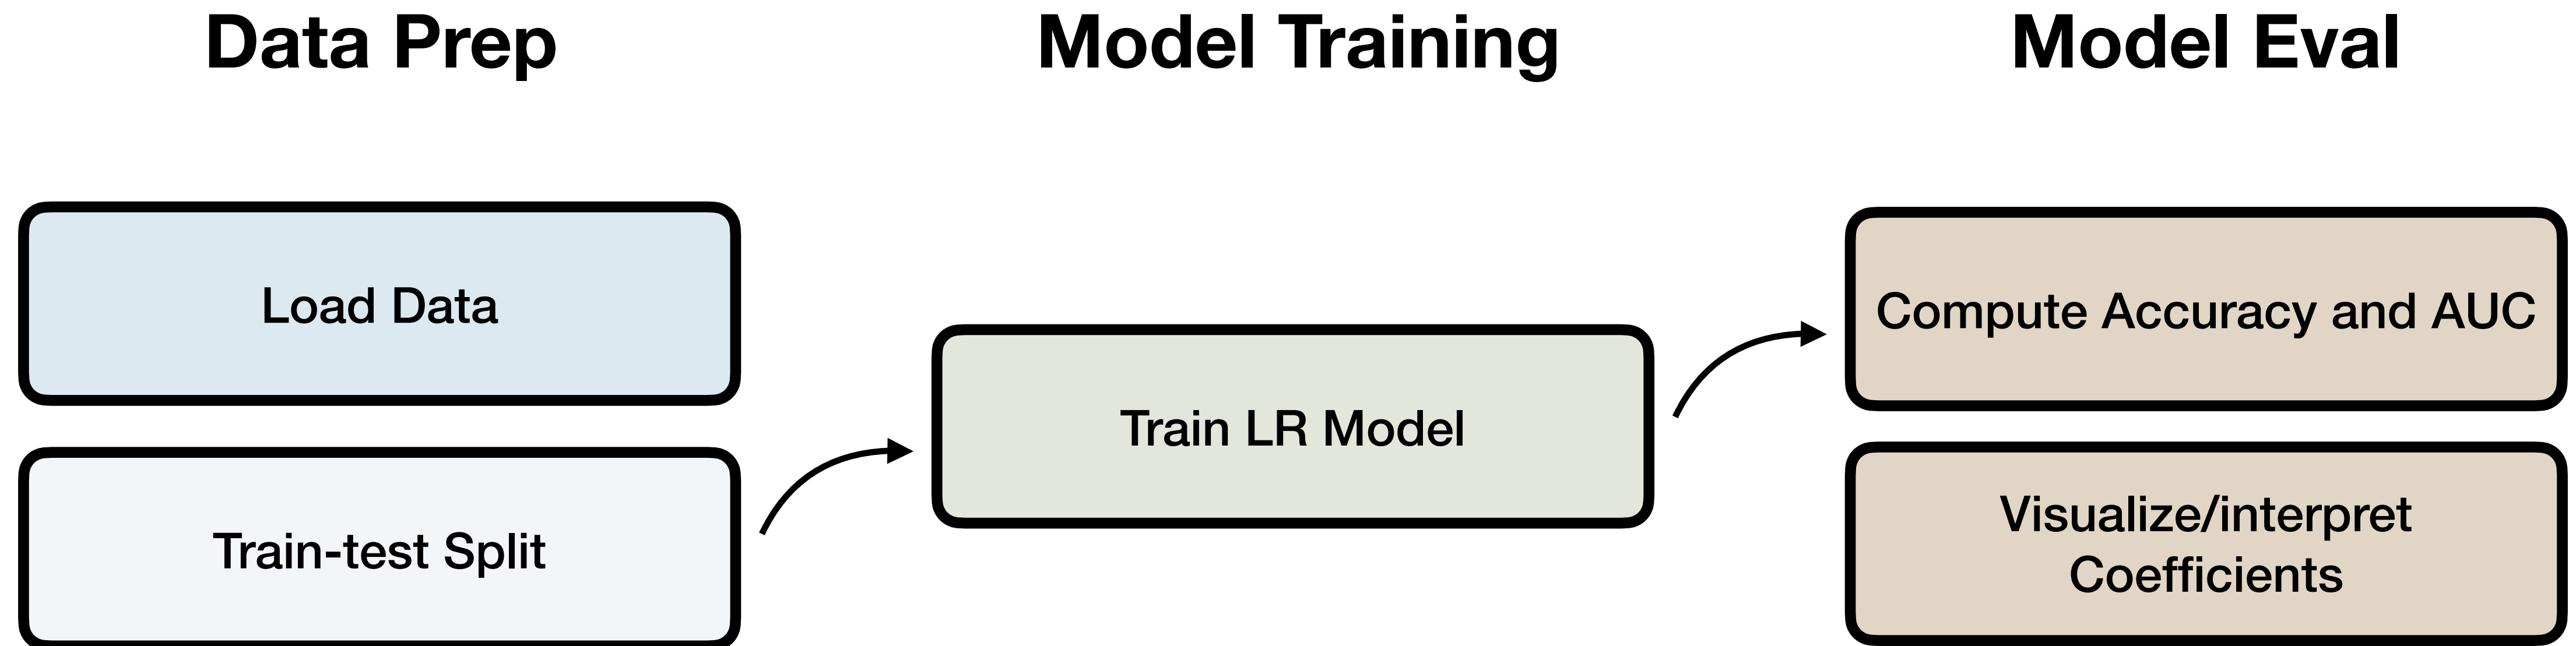 Data Prep
Model Training
Model Eval
Load Data
Train-test Split
Train LR Model
Compute Accuracy and AUC
Visualize/interpret
Coefficients